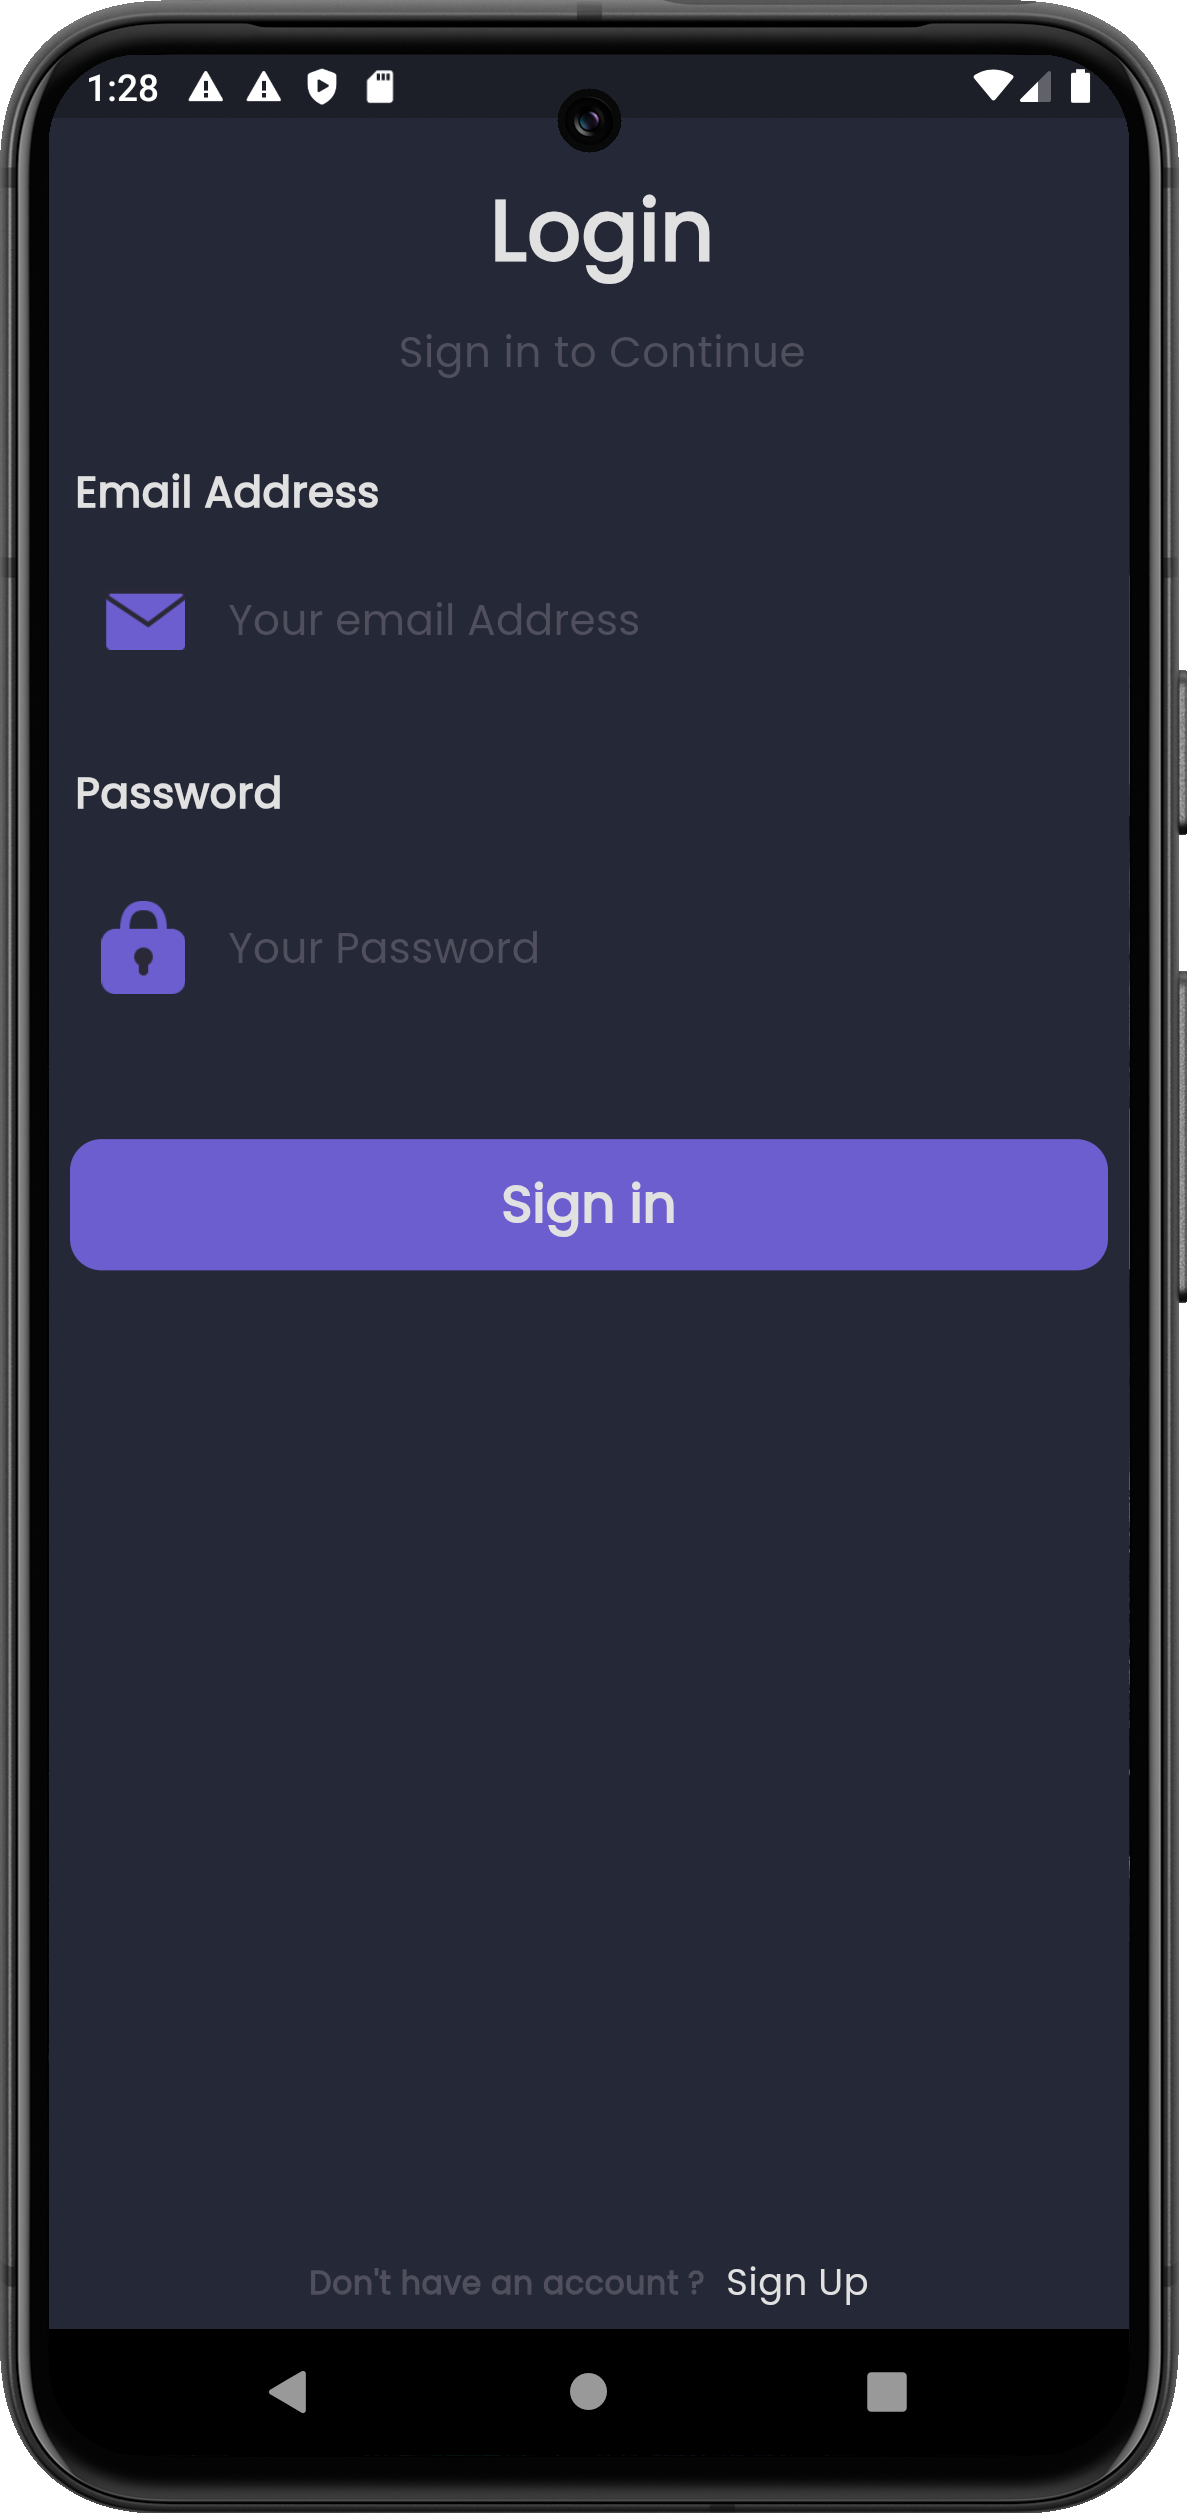 1:28
Login
Sign in to Continue
Email Address
Your email Address
Password
Your Password
Sign in
Don't have an account ? Sign Up